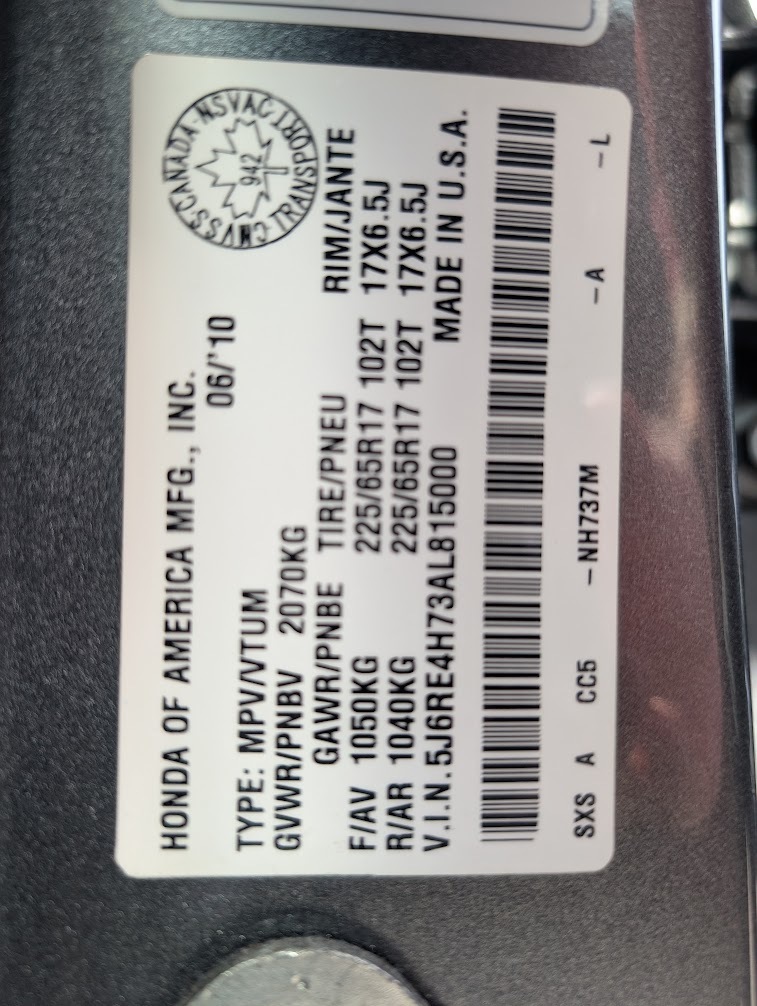 HONDA OF AMERICA MFG., INC.
06/'10
CMVSS·CANADA-NSVAC
TRANSPORT
942
TYPE: MPV/VTUM
GVWR/PNBV 2070KG
GAWR/PNBE TIRE/PNEU RIM/JANTE
F/AV 1050KG 225/65R17 102T 17X6.5J
R/AR 1040KG 225/65R17 102T 17X6.5J
V.I.N.5J6RE4H73AL815000 MADE IN U.S.A.
SXS A CC5 –NH737M –A –L